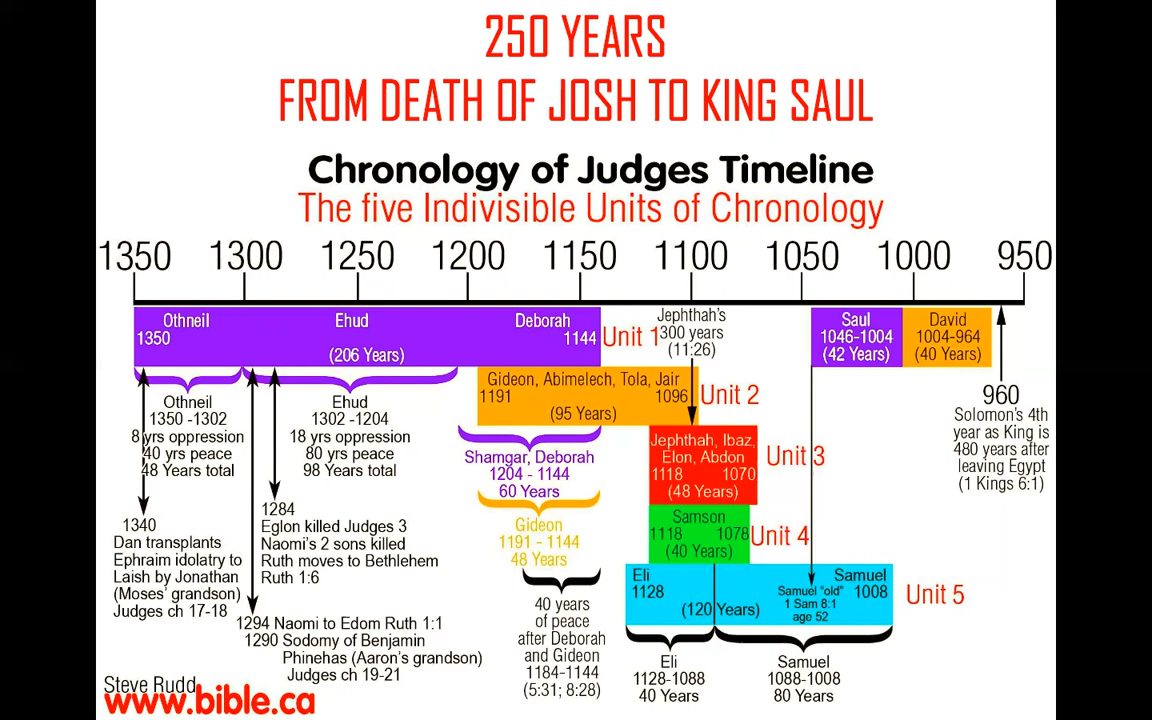 250 YEARS
FROM DEATH OF JOSH TO KING SAUL
Chronology of Judges Timeline
The five Indivisible Units of Chronology
1350 1300 1250 1200 1150 1100 1050 1000 950
Othneil
1350
Ehud
(206 Years)
Deborah
1144
Unit 1
Jephthah's
300 years
(11:26)
Saul
1046-1004
(42 Years)
David
1004-964
(40 Years)
Gideon, Abimelech, Tola, Jair
1191 1096
(95 Years)
Unit 2
Othneil
1350 -1302
8 yrs oppression
40 yrs peace
48 Years total
Ehud
1302 -1204
18 yrs oppression
80 yrs peace
98 Years total
960
Solomon's 4th
year as King is
480 years after
leaving Egypt
(1 Kings 6:1)
Jephthah, Ibaz,
Elon, Abdon
1118 1070
(48 Years)
Unit 3
Shamgar, Deborah
1204 - 1144
60 Years
Gideon
1191 - 1144
48 Years
Samson
1118 1078
(40 Years)
Unit 4
1340
Dan transplants
Ephraim idolatry to
Laish by Jonathan
(Moses' grandson)
Judges ch 17-18
1284
Eglon killed Judges 3
Naomi's 2 sons killed
Ruth moves to Bethlehem
Ruth 1:6
Eli
1128
(120 Years)
Samuel "old"
1 Sam 8:1
age 52
Samuel
1008
Unit 5
40 years
of peace
after Deborah
and Gideon
1184-1144
(5:31; 8:28)
1294 Naomi to Edom Ruth 1:1
1290 Sodomy of Benjamin
Phinehas (Aaron's grandson)
Judges ch 19-21
Eli
1128-1088
40 Years
Samuel
1088-1008
80 Years
Steve Rudd
www.bible.ca